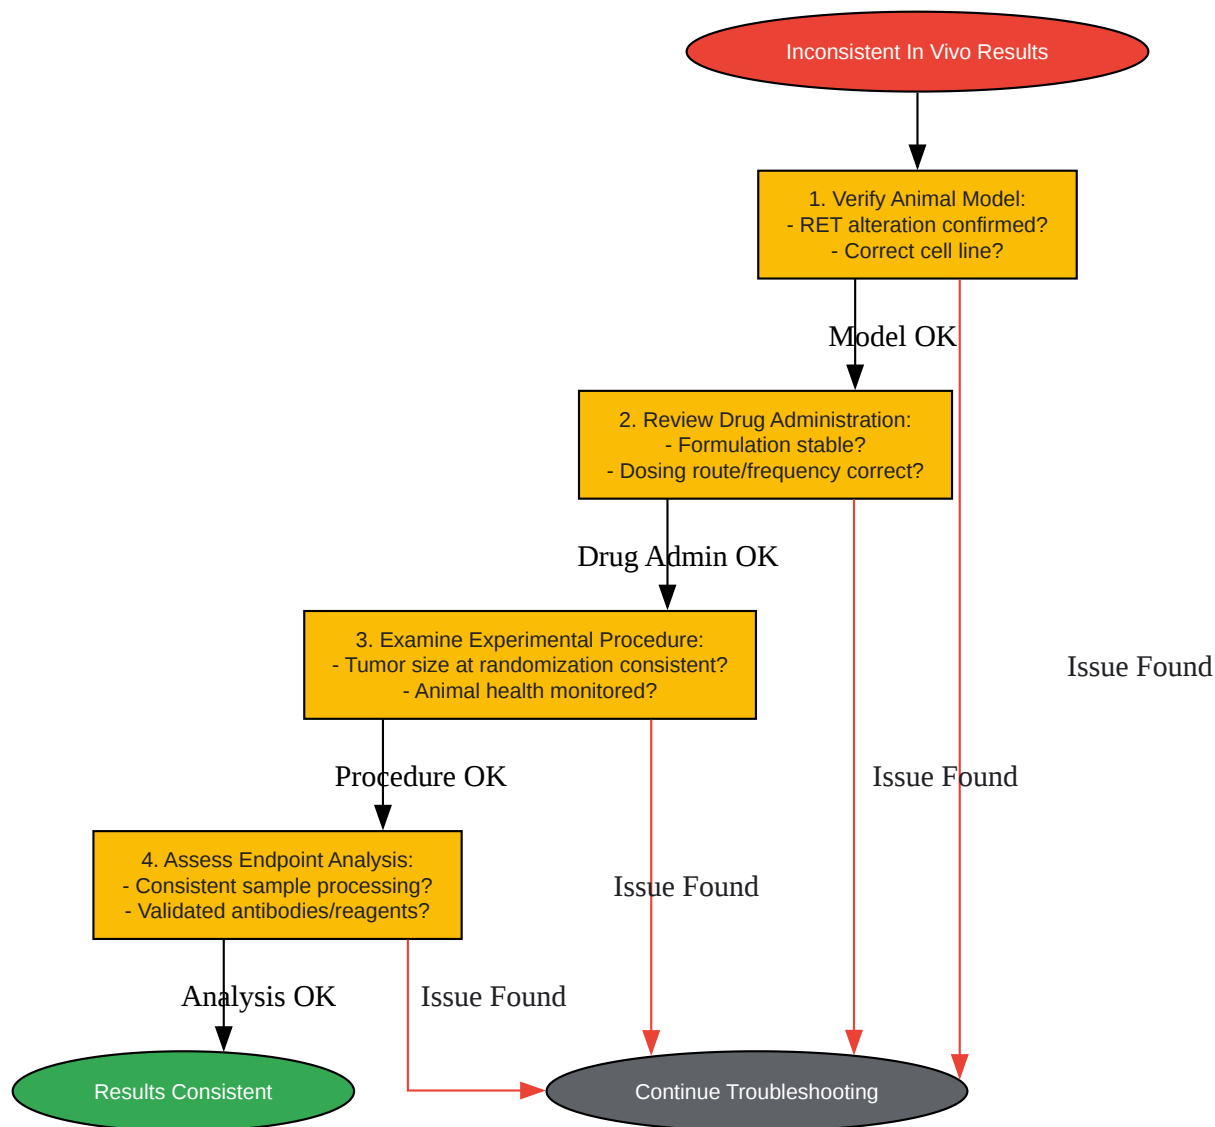 Inconsistent In Vivo Results
1. Verify Animal Model:
- RET alteration confirmed?
- Correct cell line?
Model OK
2. Review Drug Administration:
- Formulation stable?
- Dosing route/frequency correct?
Drug Admin OK
3. Examine Experimental Procedure:
- Tumor size at randomization consistent?
- Animal health monitored?
Issue Found
Procedure OK
Issue Found
4. Assess Endpoint Analysis:
- Consistent sample processing?
- Validated antibodies/reagents?
Issue Found
Analysis OK
Issue Found
Results Consistent
Continue Troubleshooting